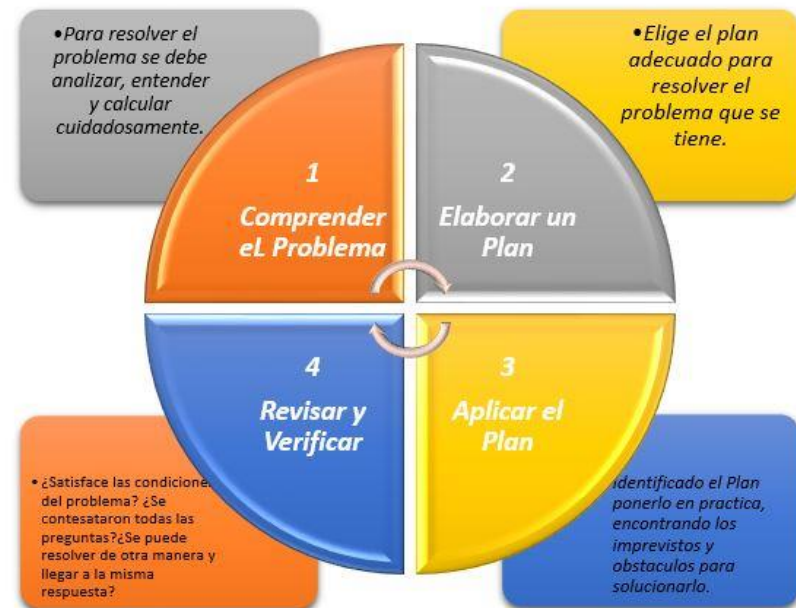 •Para resolver el
problema se debe
analizar, entender
y calcular
cuidadosamente.
•Elige el plan
adecuado para
resolver el
problema que se
tiene.
1
Comprender
eL Problema
2
Elaborar un
Plan
4
Revisar y
Verificar
3
Aplicar el
Plan
• ¿Satisface las condicione
del problema? ¿Se
contesataron todas las
preguntas?¿Se puede
resolver de otra manera y
llegar a la misma
respuesta?
Identificado el Plan
ponerlo en practica,
encontrando los
imprevistos y
obstaculos para
solucionarlo.